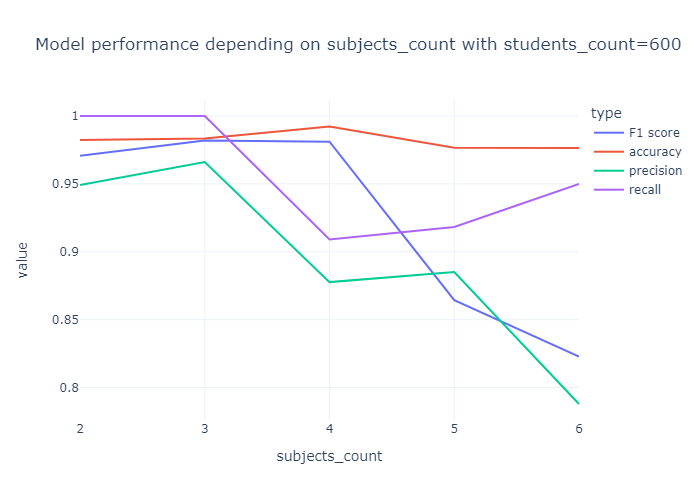 Model performance depending on subjects_count with students_count=600
type
F1 score
accuracy
precision
recall
value
1
0.95
0.9
0.85
0.8
2 3 4 5 6
subjects_count